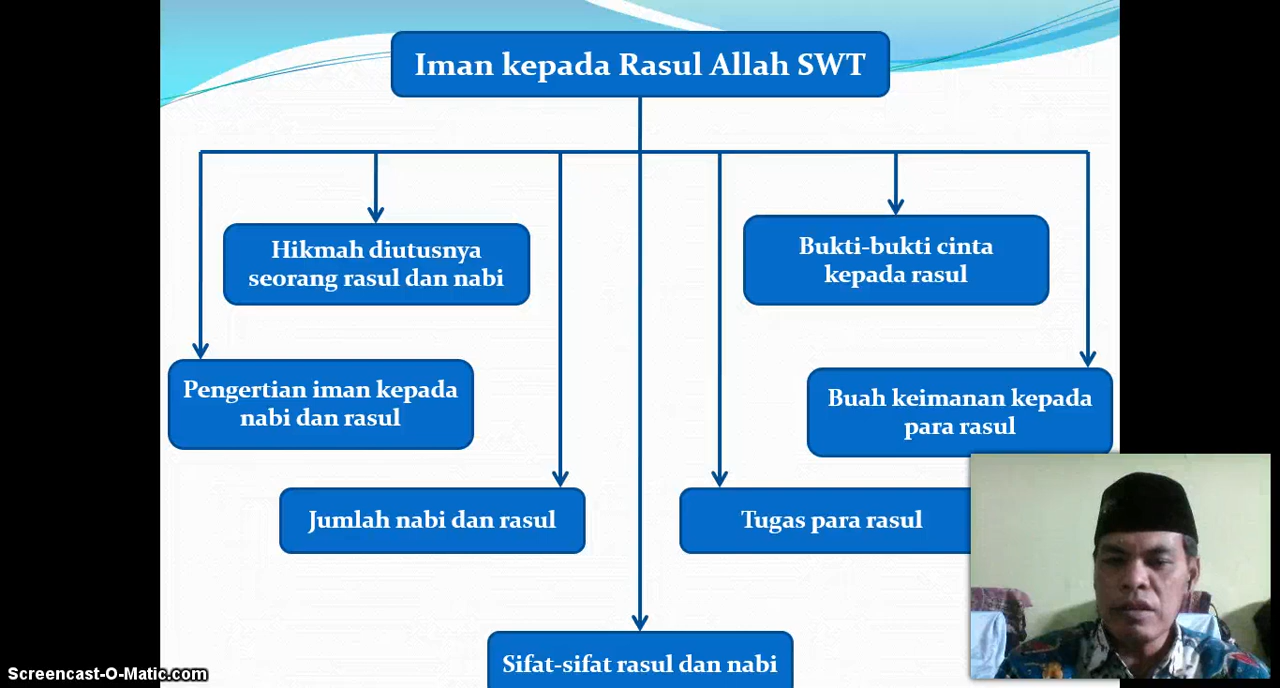 Iman kepada Rasul Allah SWT
Hikmah diutusnya
seorang rasul dan nabi
Bukti-bukti cinta
kepada rasul
Pengertian iman kepada
nabi dan rasul
Buah keimanan kepada
para rasul
Jumlah nabi dan rasul
Tugas para rasul
Sifat-sifat rasul dan nabi
Screencast-O-Matic.com